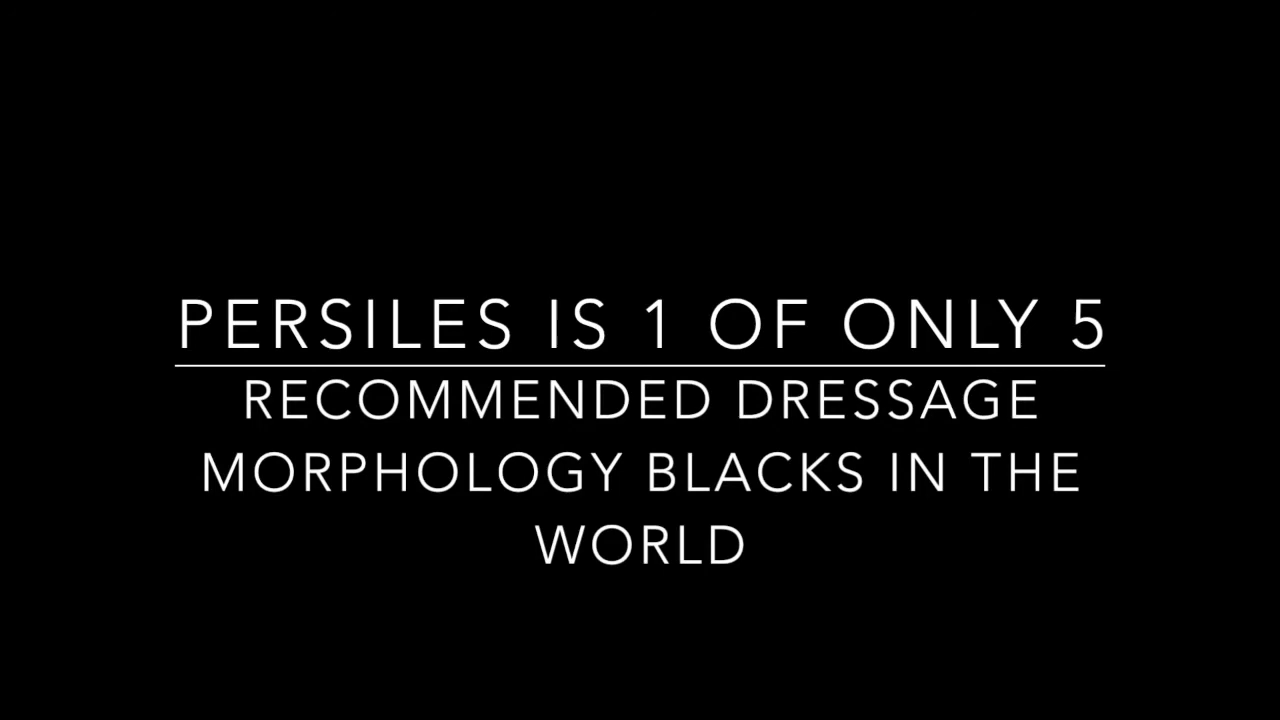 PERSILES IS 1 OF ONLY 5
RECOMMENDED DRESSAGE
MORPHOLOGY BLACKS IN THE
WORLD